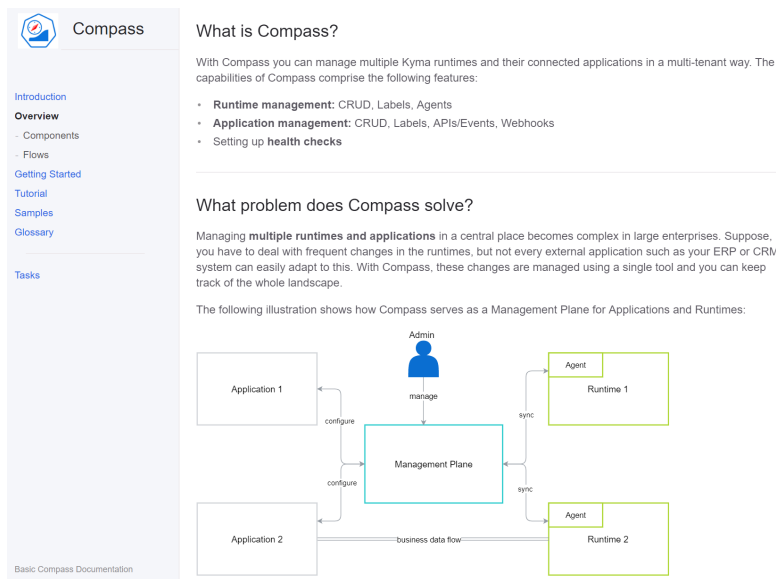 Compass
Introduction
Overview
- Components
- Flows
Getting Started
Tutorial
Samples
Glossary
Tasks
Basic Compass Documentation
What is Compass?
With Compass you can manage multiple Kyma runtimes and their connected applications in a multi-tenant way. The
capabilities of Compass comprise the following features:
• Runtime management: CRUD, Labels, Agents
• Application management: CRUD, Labels, APIs/Events, Webhooks
• Setting up health checks
What problem does Compass solve?
Managing multiple runtimes and applications in a central place becomes complex in large enterprises. Suppose,
you have to deal with frequent changes in the runtimes, but not every external application such as your ERP or CRM
system can easily adapt to this. With Compass, these changes are managed using a single tool and you can keep
track of the whole landscape.
The following illustration shows how Compass serves as a Management Plane for Applications and Runtimes:
Admin
Agent
Application 1
Runtime 1
manage
sync
configure
Management Plane
configure
sync
Agent
Application 2
business data flow
Runtime 2